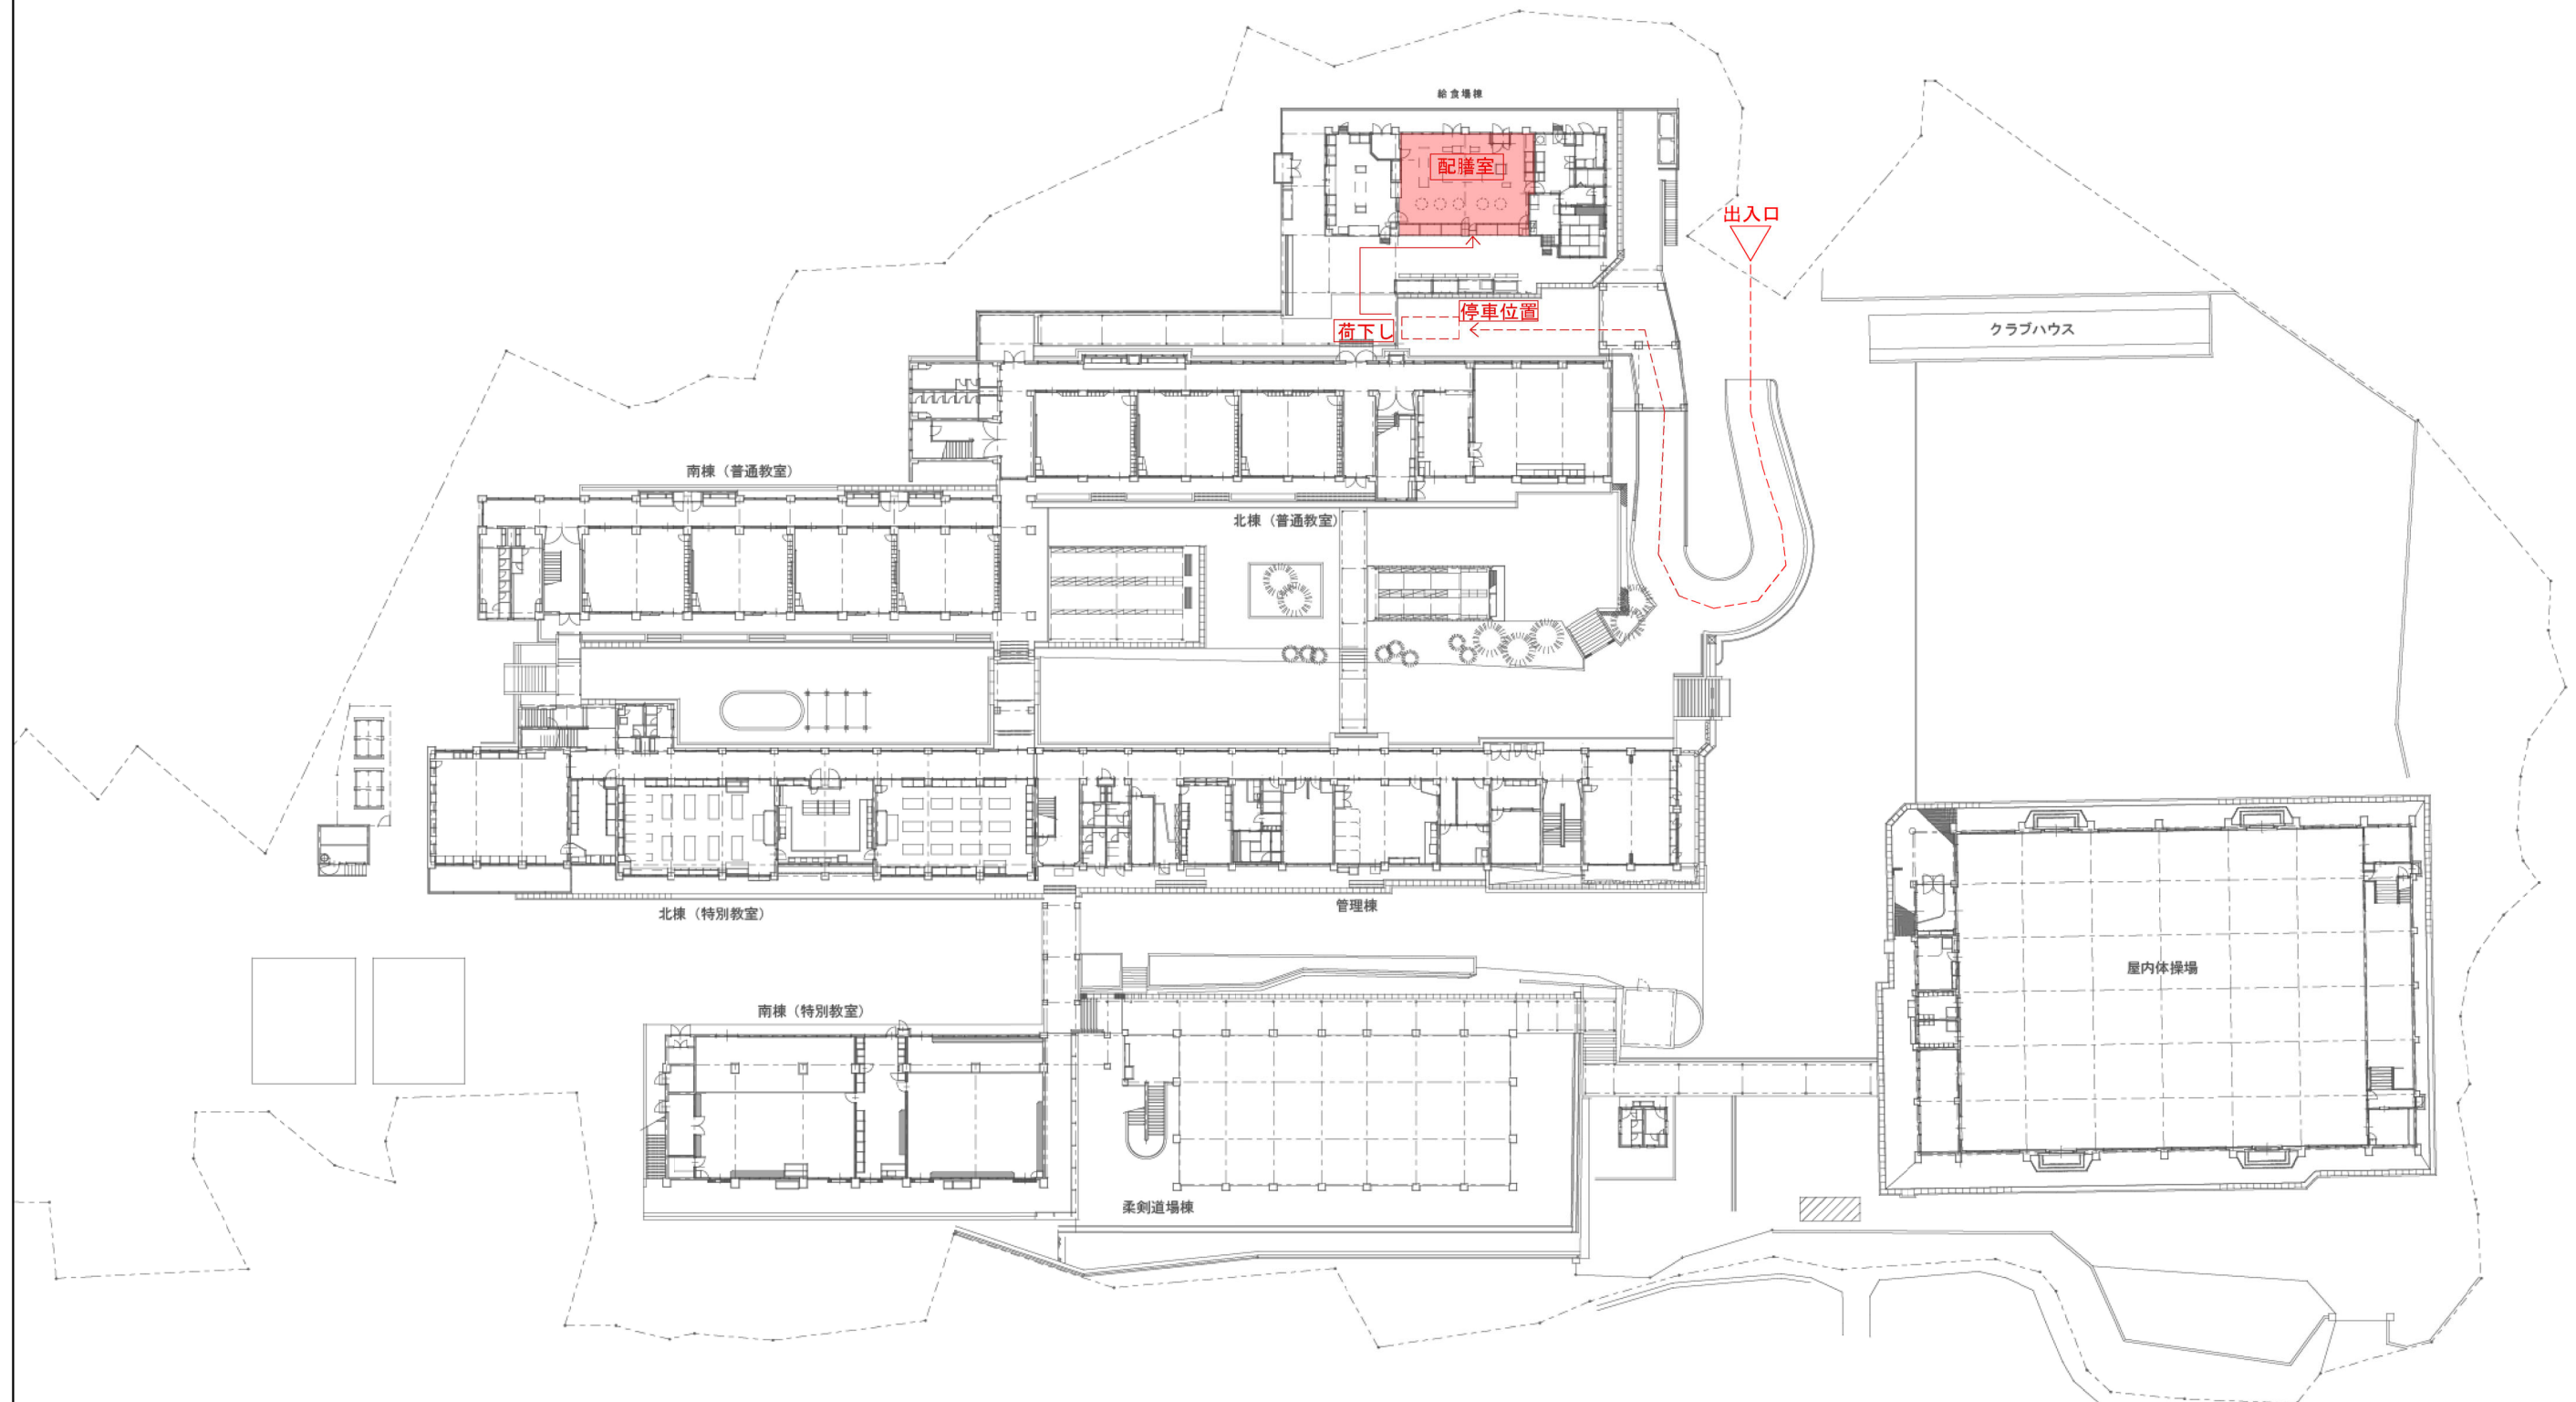 給食場棟
配膳室
出入口
停車位置
荷下し
クラブハウス
南棟（普通教室）
北棟（普通教室）
北棟（特別教室）
管理棟
屋内体操場
南棟（特別教室）
柔剣道場棟